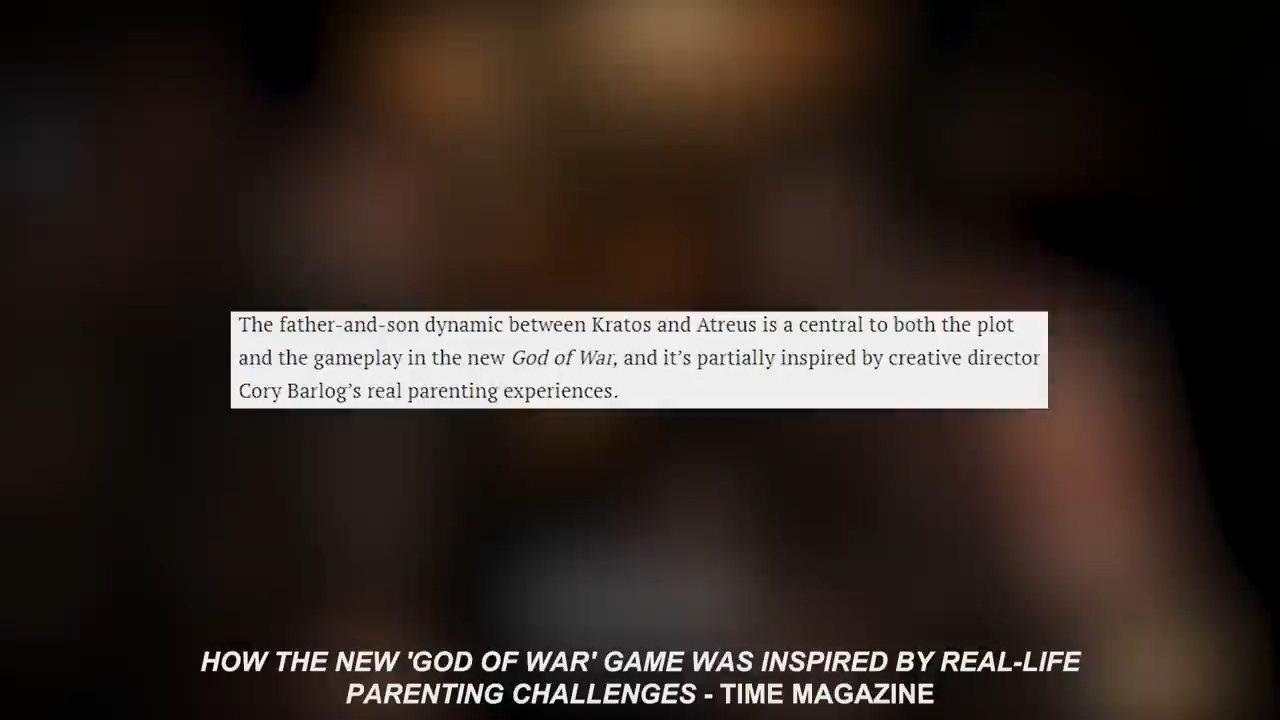 The father-and-son dynamic between Kratos and Atreus is a central to both the plot
and the gameplay in the new God of War, and it’s partially inspired by creative director
Cory Barlog’s real parenting experiences.
HOW THE NEW 'GOD OF WAR' GAME WAS INSPIRED BY REAL-LIFE
PARENTING CHALLENGES - TIME MAGAZINE